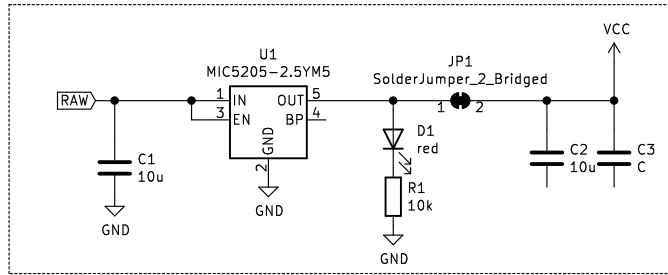 VCC
U1
MIC5205-2.5YM5
JP1
SolderJumper_2_Bridged
RAW
1 IN OUT 5
1 2
3 EN BP 4
GND
2
D1
red
C1
10u
C2
10u
C3
C
R1
10k
GND
GND
GND